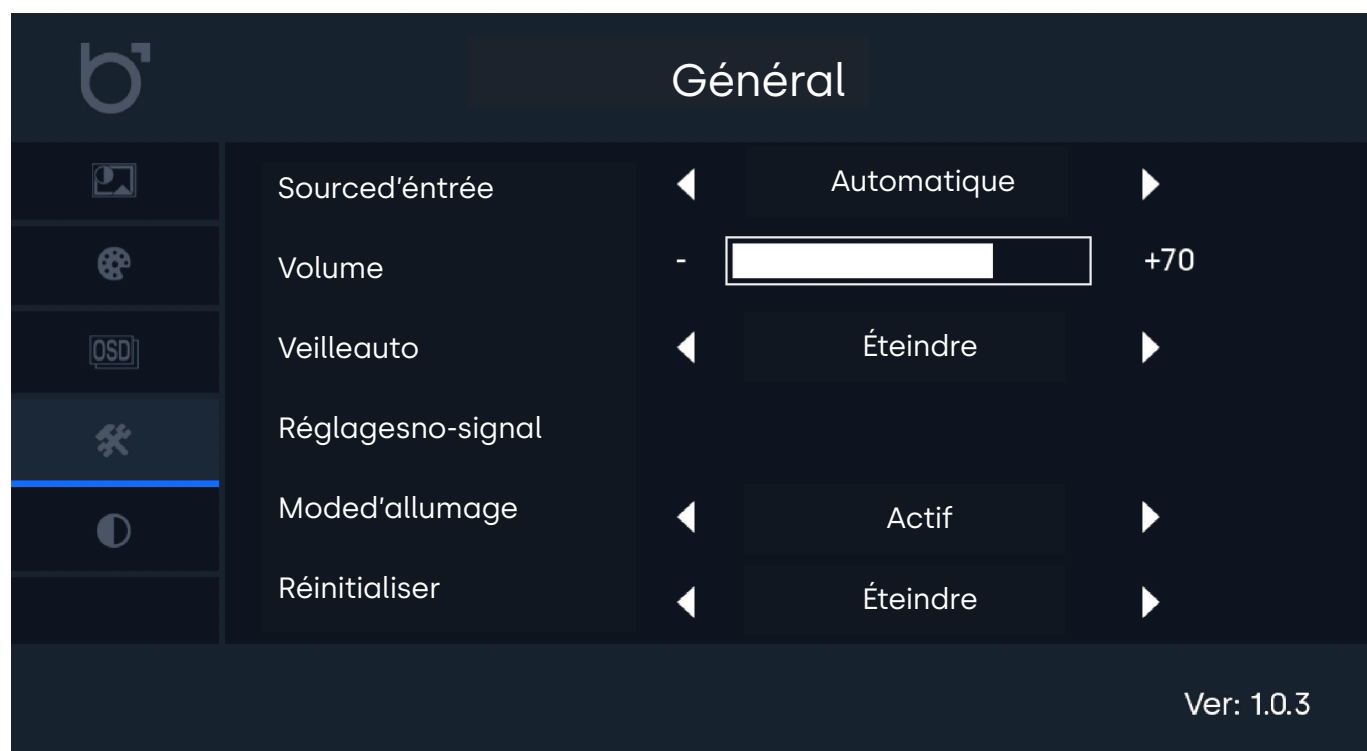 Général
Sourced'éntrée
Automatique
Volume
- +70
Veilleauto
Éteindre
OSD
Réglagesno-signal
Moded'allumage
Actif
Réinitialiser
Éteindre
Ver: 1.0.3